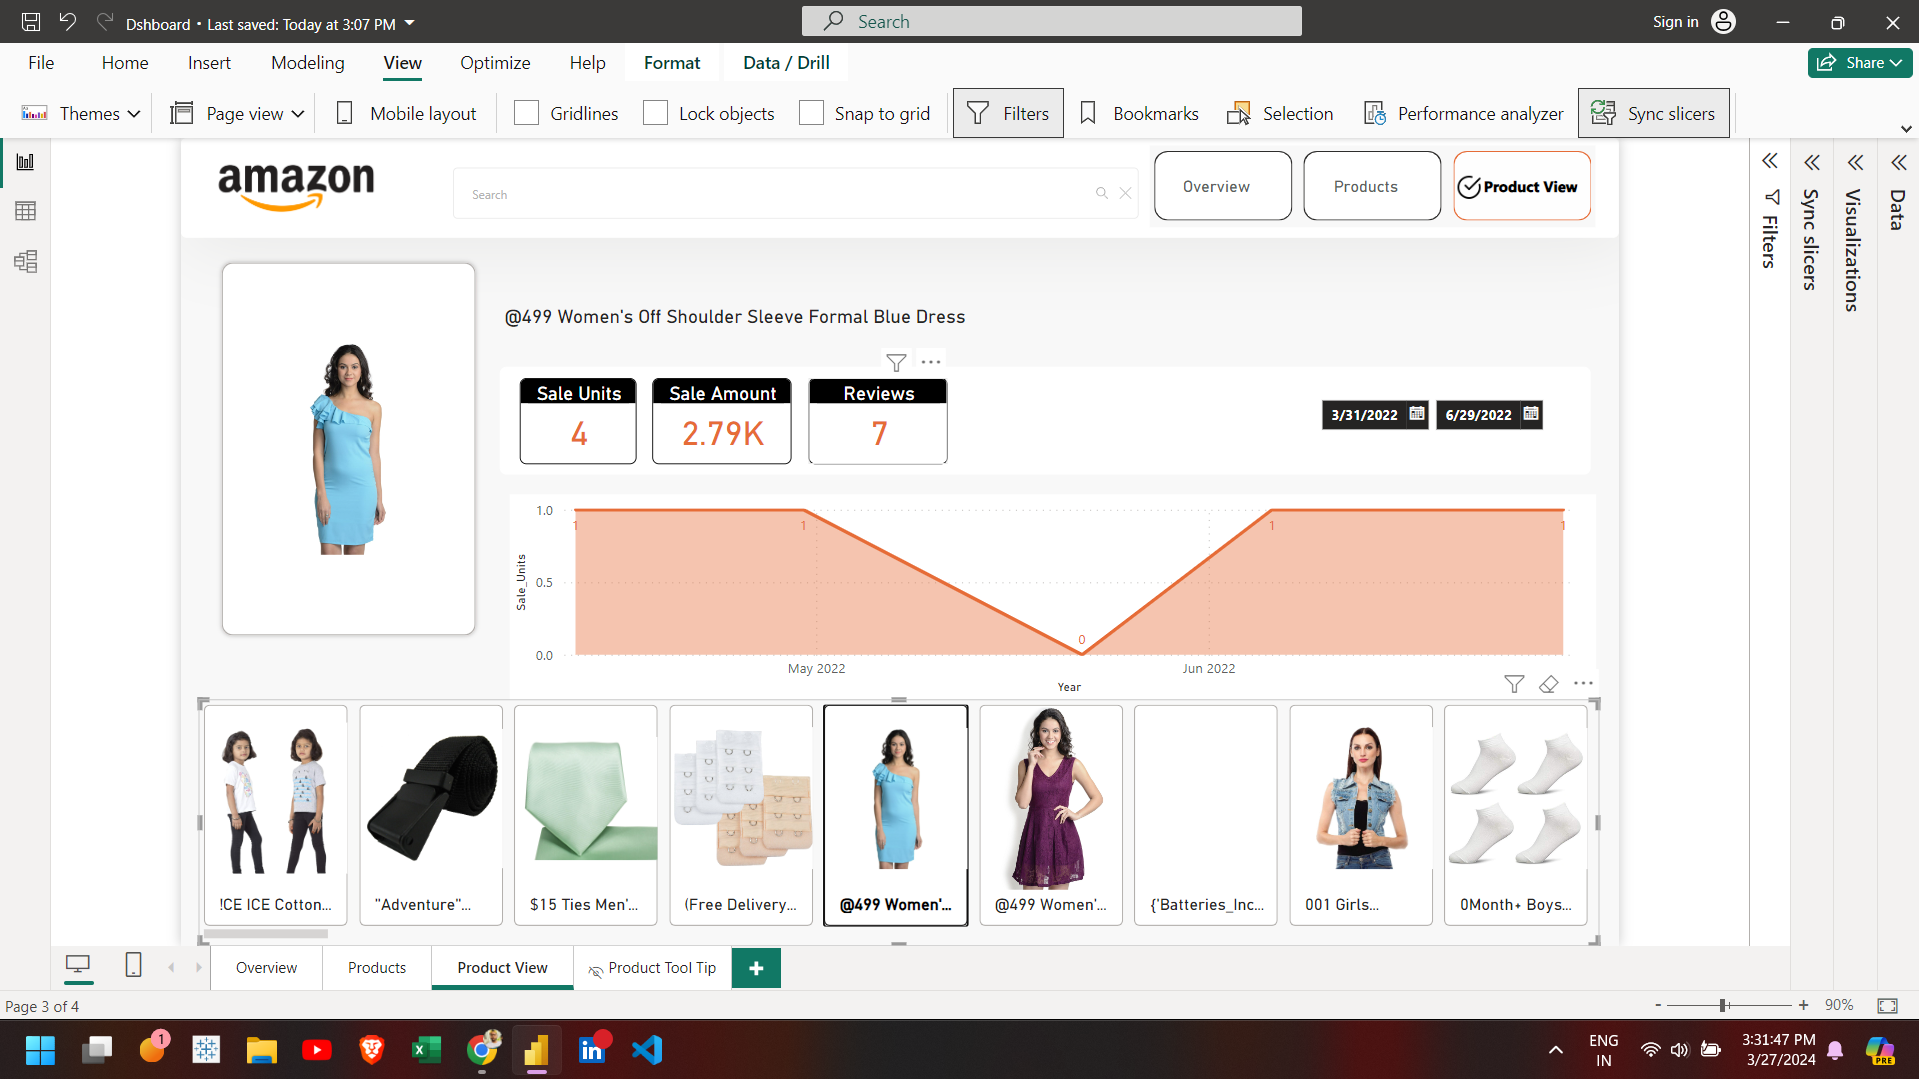 Dshboard • Last saved: Today at 3:07 PM
Search
Sign in
File
Home
Insert
Modeling
View
Optimize
Help
Format
Data / Drill
Share
Themes
Page view
Mobile layout
Gridlines
Lock objects
Snap to grid
Filters
Bookmarks
Selection
Performance analyzer
Sync slicers
amazon
Search
Overview
Products
Product View
Filters
Sync slicers
Visualizations
Data
@499 Women's Off Shoulder Sleeve Formal Blue Dress
Sale Units
4
Sale Amount
2.79K
Reviews
7
3/31/2022
6/29/2022
Sale_Units
1.0
0.5
0.0
1
1
0
1
1
May 2022
Jun 2022
Year
!CE ICE Cotton...
"Adventure"...
$15 Ties Men'...
(Free Delivery...
@499 Women'...
@499 Women'...
{'Batteries_Inc...
001 Girls...
0Month+ Boys...
Overview
Products
Product View
Product Tool Tip
+
Page 3 of 4
- + 90%
1
in
ENG
IN
3:31:47 PM
3/27/2024
PRE